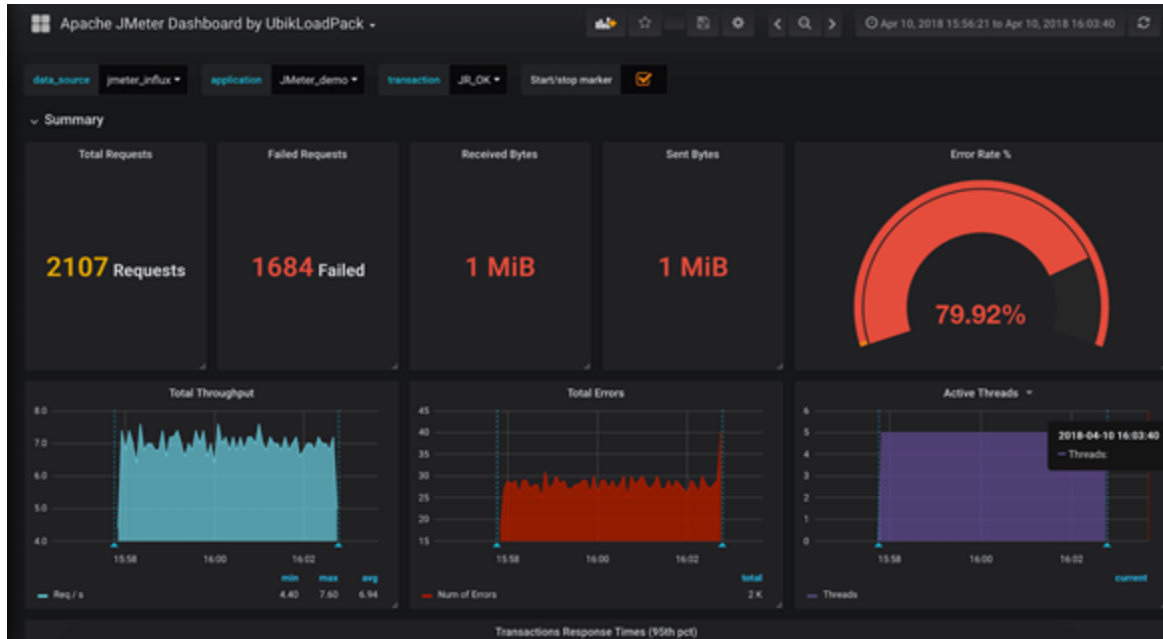 Apache JMeter Dashboard by UbikLoadPack
Apr 10, 2018 15:56:21 to Apr 10, 2018 16:03:40
data_source jmeter_influx application JMeter_demo transaction JR_OK Start/stop marker
Summary
Total Requests
2107 Requests
Failed Requests
1684 Failed
Received Bytes
1 MiB
Sent Bytes
1 MiB
Error Rate %
79.92%
Total Throughput
8.0
7.0
6.0
5.0
4.0
15:58 16:00 16:02
min max avg
Req / s 4.40 7.60 6.94
Total Errors
45
40
35
30
25
20
15
15:58 16:00 16:02
total
Num of Errors 2 K
Active Threads
6
5
4
3
2
1
0
2018-04-10 16:03:40
Threads:
15:58 16:00 16:02
current
Threads
Transactions Response Times (95th pct)